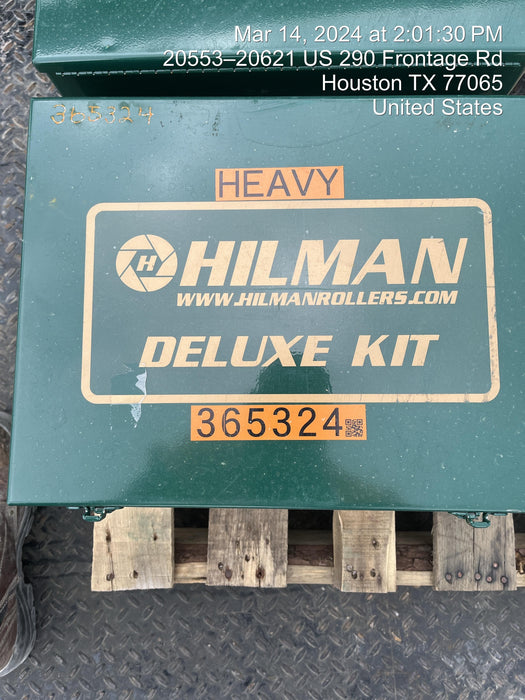 Mar 14, 2024 at 2:01:30 PM
20553–20621 US 290 Frontage Rd
Houston TX 77065
United States
365324
HEAVY
H HILMAN
WWW.HILMANROLLERS.COM
DELUXE KIT
365324